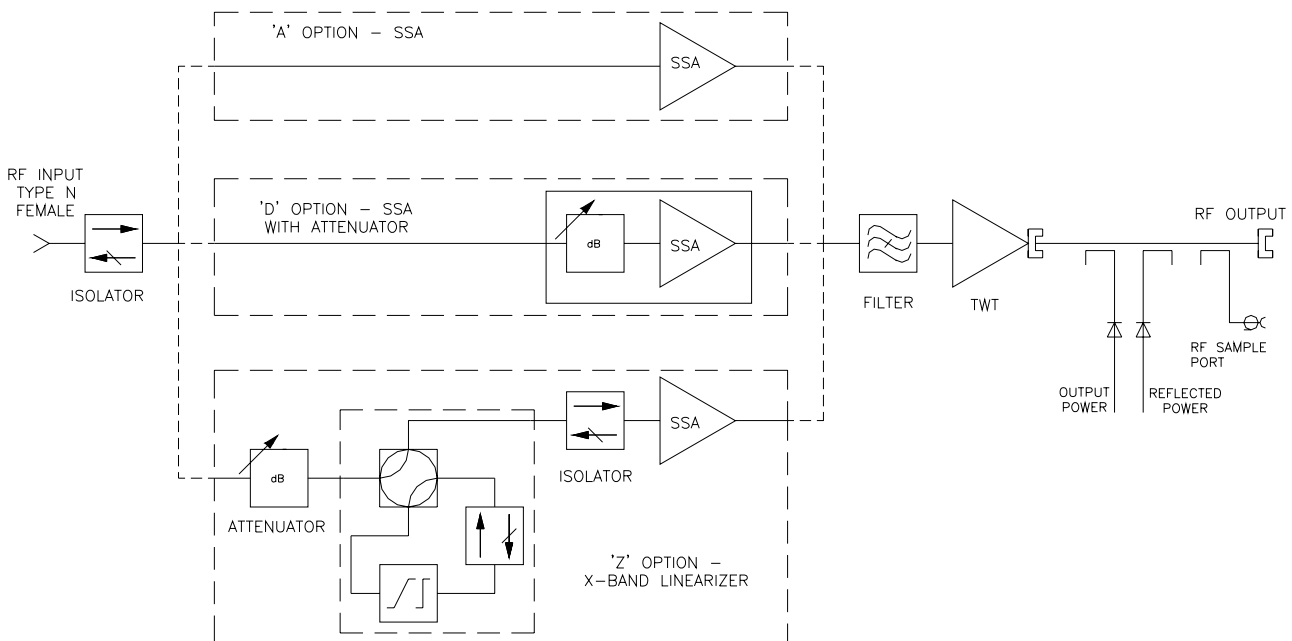 'A' OPTION – SSA
SSA
RF INPUT
TYPE N
FEMALE
ISOLATOR
'D' OPTION – SSA
WITH ATTENUATOR
dB
SSA
FILTER
TWT
RF OUTPUT
RF SAMPLE
PORT
OUTPUT
POWER
REFLECTED
POWER
dB
ATTENUATOR
ISOLATOR
SSA
'Z' OPTION –
X–BAND LINEARIZER